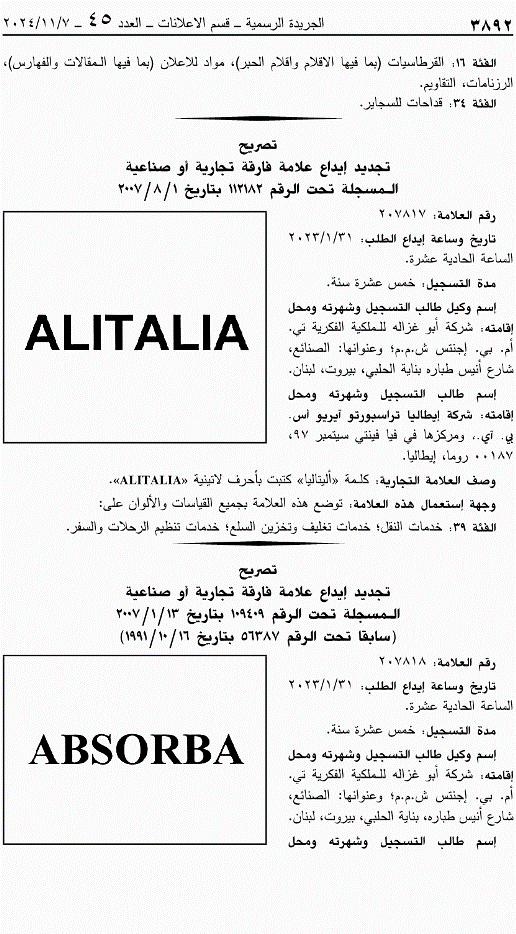 ٣٨٩٢ الجريدة الرسمية ــ قسم الاعلانات ــ العدد ٤٥ ــ ٢٠٢٤/١١/٧
الفئة ١٦: القرطاسيات (بما فيها الاقلام واقلام الحبر)، مواد للاعلان (بما فيها المقالات والفهارس)،
الرزنامات، التقاويم.
الفئة ٣٤: قداحات للسجاير.
تصريح
تجديد إيداع علامة فارقة تجارية أو صناعية
المسجلة تحت الرقم ١١٢١٨٢ بتاريخ ٢٠٠٧/٨/١
ALITALIA
رقم العلامة: ٢٠٧٨١٧
تاريخ وساعة إيداع الطلب: ٢٠٢٣/١/٣١
الساعة الحادية عشرة.
مدة التسجيل: خمس عشرة سنة.
إسم وكيل طالب التسجيل وشهرته ومحل
إقامته: شركة أبو غزاله للملكية الفكرية تي.
أم. بي. إجنتس ش.م.م؛ وعنوانها: الصنائع،
شارع أنيس طباره بناية الحلبي، بيروت، لبنان.
إسم طالب التسجيل وشهرته ومحل
إقامته: شركة إيطاليا تراسبورتو آيريو آس.
بي. آي.، ومركزها في فيا فينتي سيتمبر ٩٧،
٠٠١٨٧ روما، إيطاليا.
وصف العلامة التجارية: كلمة «أليتاليا» كتبت بأحرف لاتينية «ALITALIA».
وجهة إستعمال هذه العلامة: توضع هذه العلامة بجميع القياسات والألوان على:
الفئة ٣٩: خدمات النقل؛ خدمات تغليف وتخزين السلع؛ خدمات تنظيم الرحلات والسفر.
تصريح
تجديد إيداع علامة فارقة تجارية أو صناعية
المسجلة تحت الرقم ١٠٩٤٠٩ بتاريخ ٢٠٠٧/١/١٣
(سابقا تحت الرقم ٥٦٣٨٧ بتاريخ ١٩٩١/١٠/١٦)
ABSORBA
رقم العلامة: ٢٠٧٨١٨
تاريخ وساعة إيداع الطلب: ٢٠٢٣/١/٣١
الساعة الحادية عشرة.
مدة التسجيل: خمس عشرة سنة.
إسم وكيل طالب التسجيل وشهرته ومحل
إقامته: شركة أبو غزاله للملكية الفكرية تي.
أم. بي. إجنتس ش.م.م؛ وعنوانها: الصنائع،
شارع أنيس طباره، بناية الحلبي، بيروت، لبنان.
إسم طالب التسجيل وشهرته ومحل